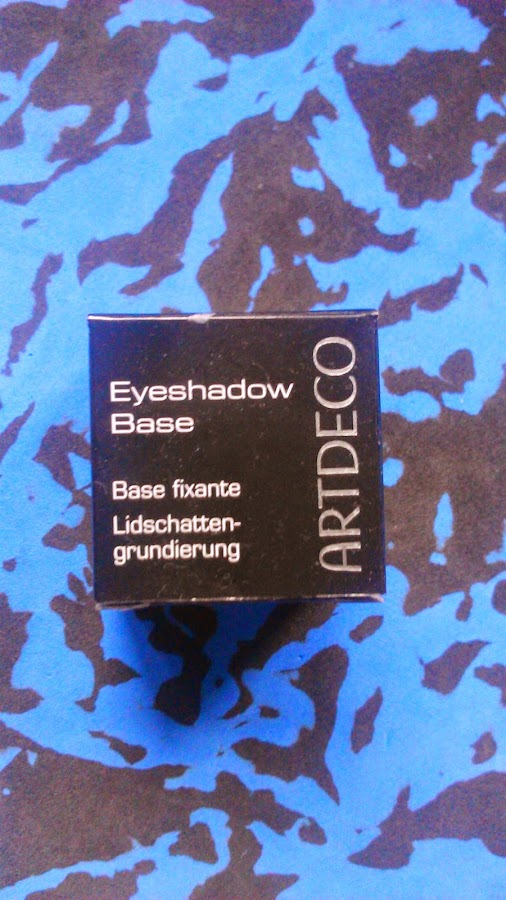 Eyeshadow
Base
Base fixante
Lidschatten-
grundierung
ARTDECO